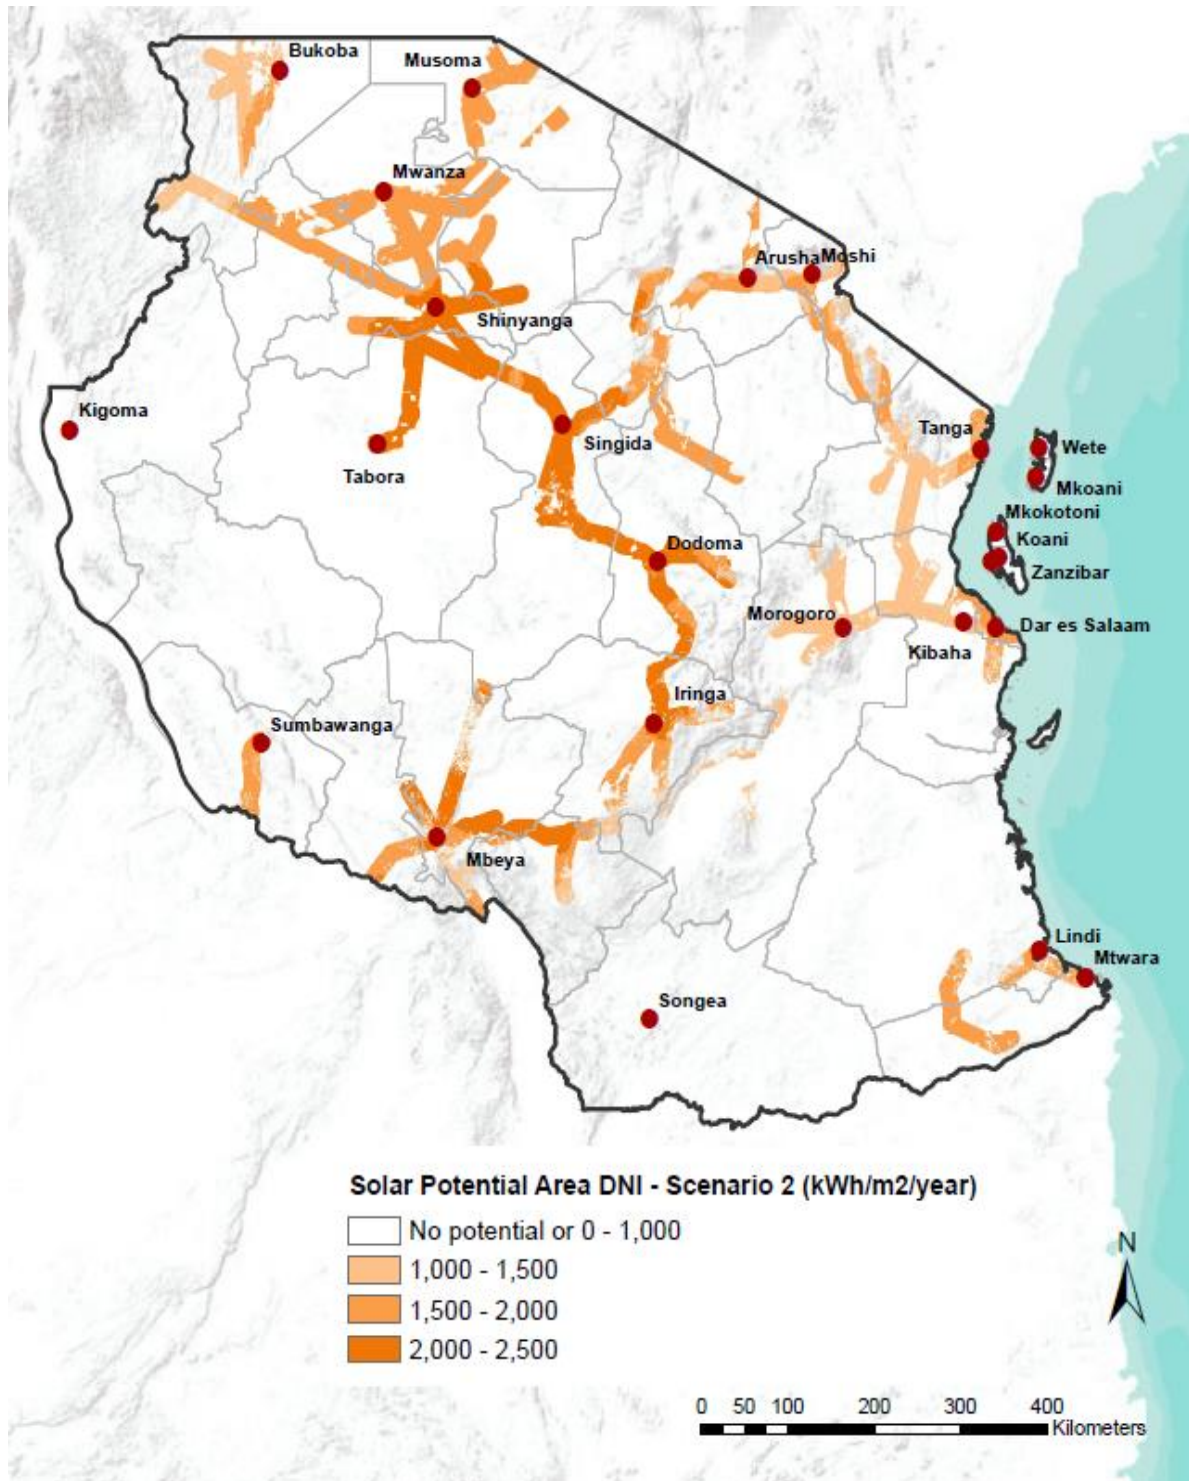 Bukoba
Musoma
Mwanza
Arusha
Moshi
Shinyanga
Kigoma
Singida
Tanga
Wete
Tabora
Mkoani
Mkokotoni
Koani
Dodoma
Zanzibar
Morogoro
Dar es Salaam
Kibaha
Iringa
Sumbawanga
Mbeya
Lindi
Mtwara
Songea
Solar Potential Area DNI - Scenario 2 (kWh/m2/year)
No potential or 0 - 1,000
1,000 - 1,500
1,500 - 2,000
2,000 - 2,500
N
0 50 100 200 300 400
Kilometers